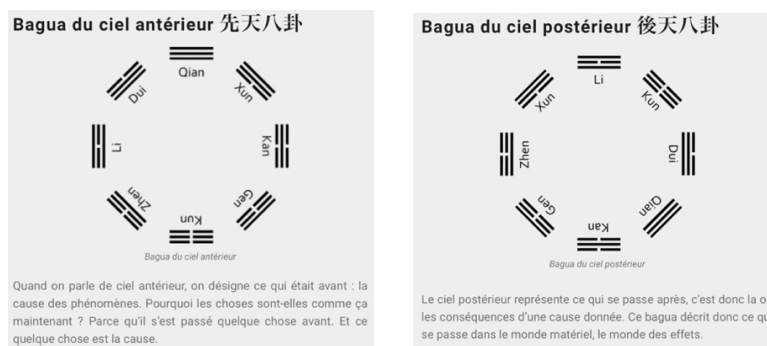 Bagua du ciel antérieur 先天八卦
Qian
Dui
Xun
Li
Kan
Zhen
Gen
Kun
Bagua du ciel antérieur
Quand on parle de ciel antérieur, on désigne ce qui était avant : la
cause des phénomènes. Pourquoi les choses sont-elles comme ça
maintenant ? Parce qu'il s'est passé quelque chose avant. Et ce
quelque chose est la cause.
Bagua du ciel postérieur 後天八卦
Li
Xun
Kun
Zhen
Dui
Gen
Qian
Kan
Bagua du ciel postérieur
Le ciel postérieur représente ce qui se passe après, c'est donc la
les conséquences d'une cause donnée. Ce bagua décrit donc ce
se passe dans le monde matériel, le monde des effets.